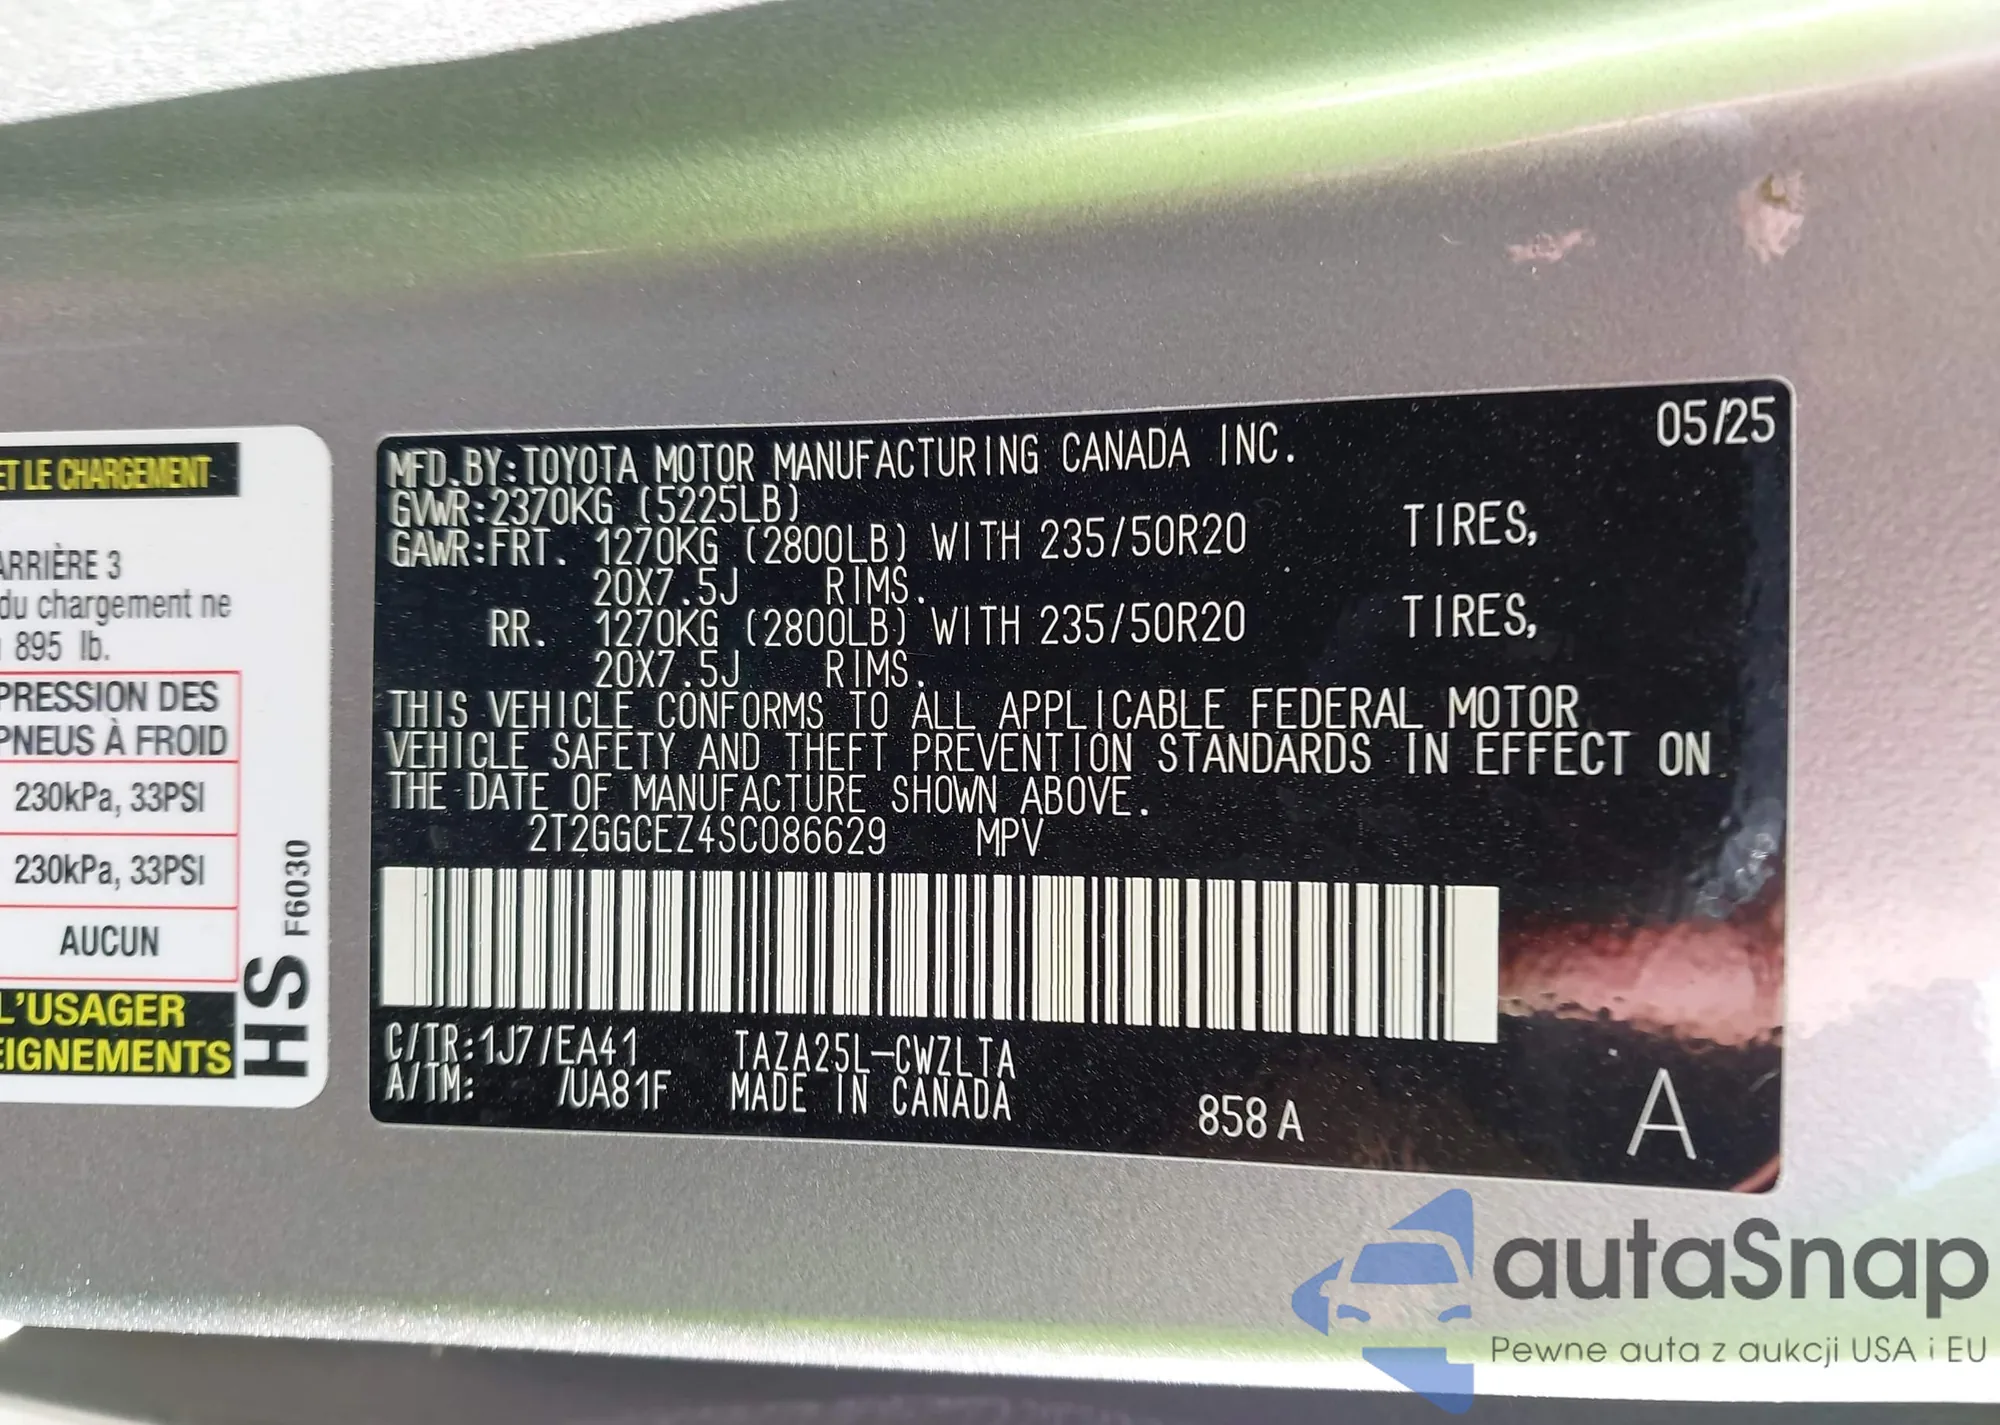 ET LE CHARGEMENT
ARRIÈRE 3
du chargement ne
895 lb.
PRESSION DES
PNEUS À FROID
230kPa, 33PSI
230kPa, 33PSI
AUCUN
L'USAGER
EIGNEMENTS
HS F6030
05/25
MFD.BY:TOYOTA MOTOR MANUFACTURING CANADA INC.
GVWR:2370KG (5225LB)
GAWR:FRT. 1270KG (2800LB) WITH 235/50R20 TIRES,
20X7.5J RIMS.
RR. 1270KG (2800LB) WITH 235/50R20 TIRES,
20X7.5J RIMS.
THIS VEHICLE CONFORMS TO ALL APPLICABLE FEDERAL MOTOR
VEHICLE SAFETY AND THEFT PREVENTION STANDARDS IN EFFECT ON
THE DATE OF MANUFACTURE SHOWN ABOVE.
2T2GGCEZ4SC086629 MPV
C/TR:1J7/EA41 TAZA25L-CWZLTA
A/TM: /UA81F MADE IN CANADA
858 A
A
autaSnap
Pewne auta z aukcji USA i EU